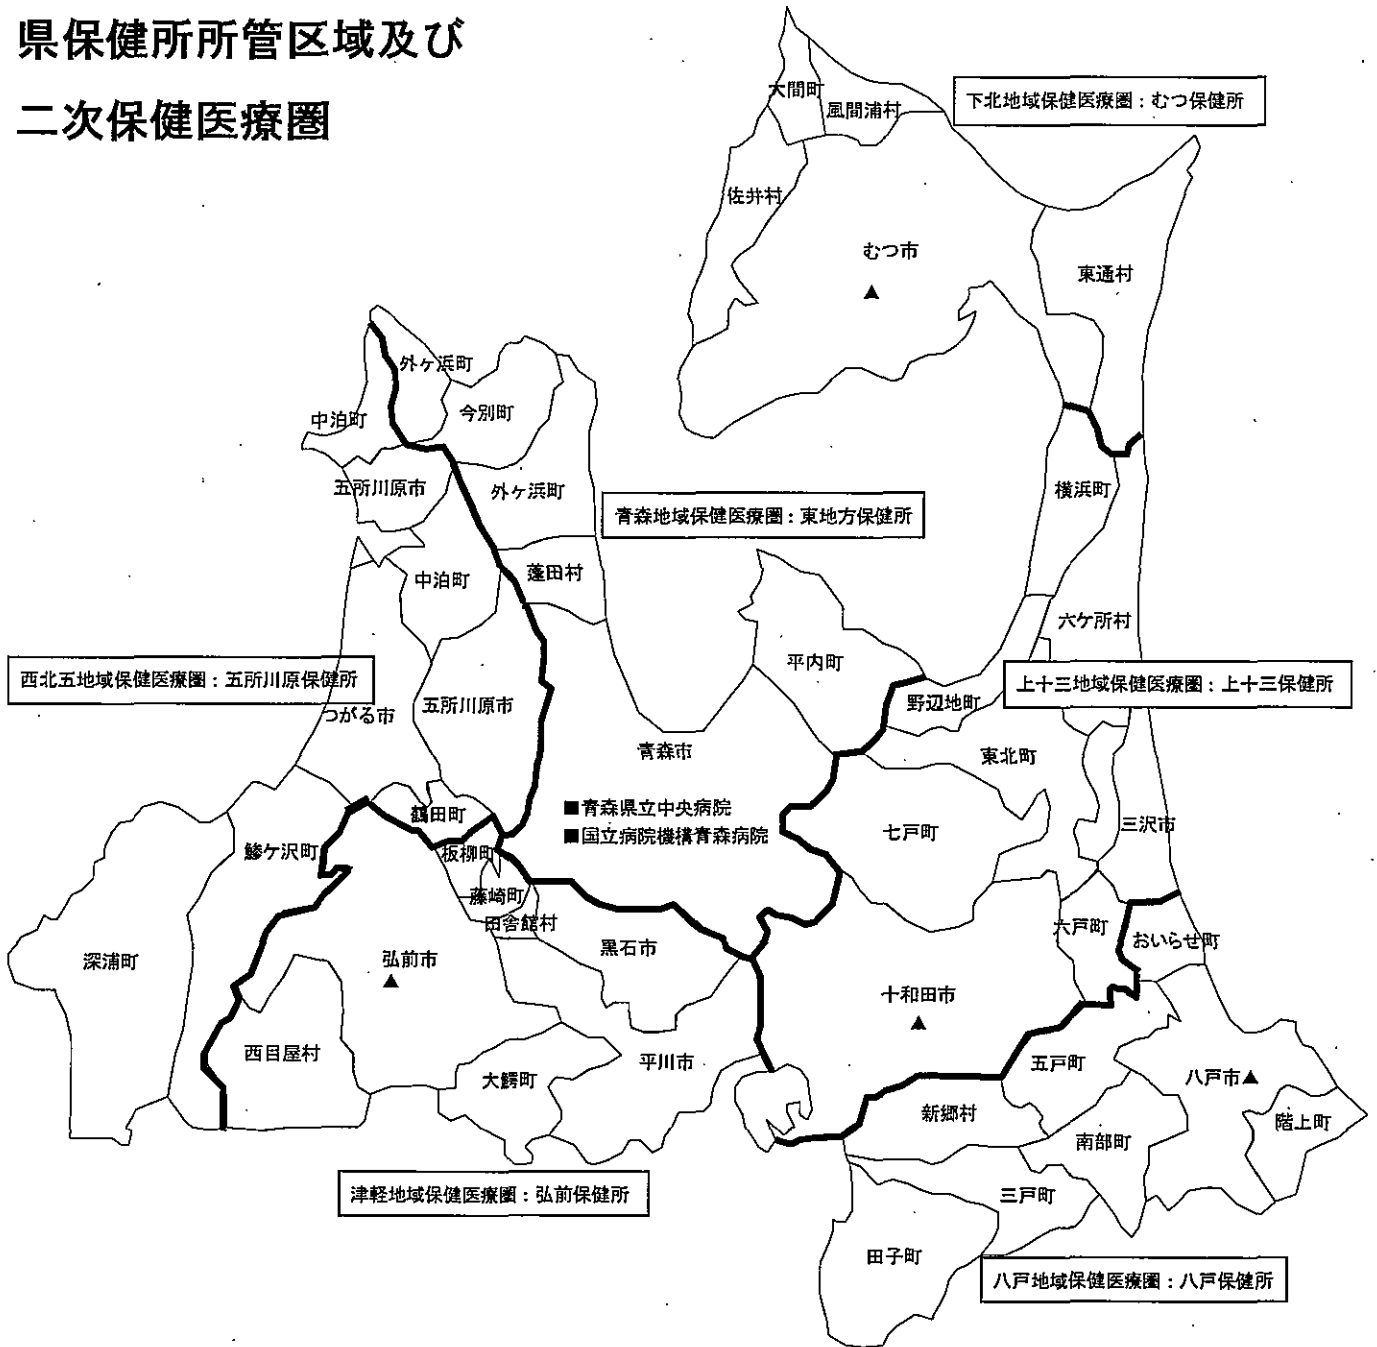 県保健所所管区域及び
二次保健医療圏
大間町
風間浦村
下北地域保健医療圏：むつ保健所
佐井村
むつ市
▲
東通村
外ヶ浜町
中泊町
今別町
五所川原市
外ヶ浜町
横浜町
青森地域保健医療圏：東地方保健所
中泊町
蓬田村
六ケ所村
平内町
西北五地域保健医療圏：五所川原保健所
上十三地域保健医療圏：上十三保健所
つがる市
五所川原市
野辺地町
青森市
東北町
■青森県立中央病院
■国立病院機構青森病院
鶴田町
七戸町
三沢市
鰺ケ沢町
板柳町
藤崎町
田舎館村
六戸町
おいらせ町
深浦町
弘前市
▲
黒石市
十和田市
▲
西目屋村
大鰐町
平川市
五戸町
八戸市▲
新郷村
南部町
階上町
津軽地域保健医療圏：弘前保健所
三戸町
田子町
八戸地域保健医療圏：八戸保健所